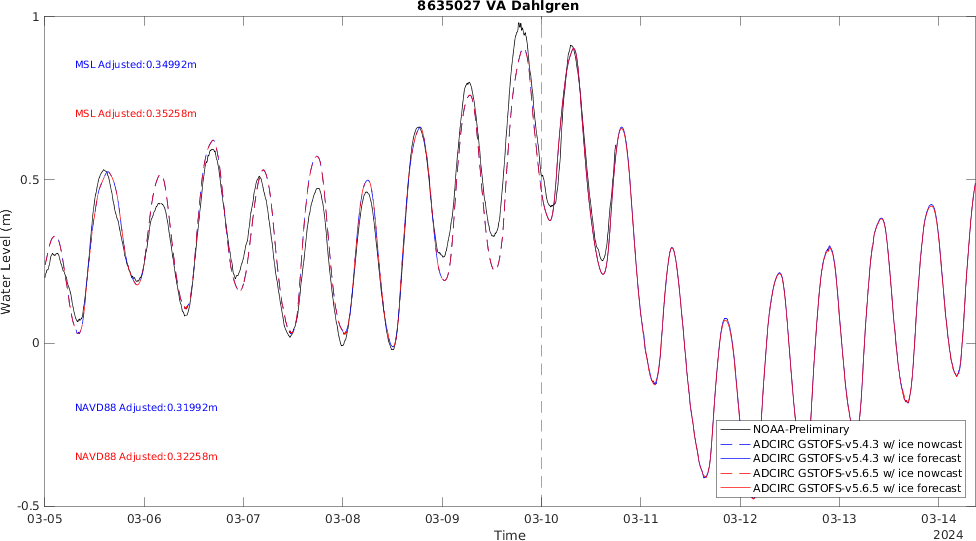 8635027 VA Dahlgren
1
MSL Adjusted:0.34992m
MSL Adjusted:0.35258m
0.5
Water Level (m)
0
NAVD88 Adjusted:0.31992m
NAVD88 Adjusted:0.32258m
NOAA-Preliminary
ADCIRC GSTOFS-v5.4.3 w/ ice nowcast
ADCIRC GSTOFS-v5.4.3 w/ ice forecast
ADCIRC GSTOFS-v5.6.5 w/ ice nowcast
ADCIRC GSTOFS-v5.6.5 w/ ice forecast
-0.5
03-05 03-06 03-07 03-08 03-09 03-10 03-11 03-12 03-13 03-14
Time
2024